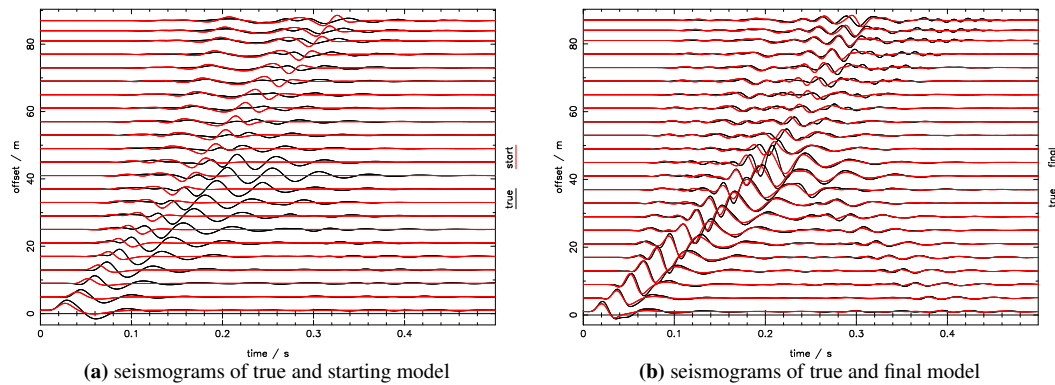 80
60
40
20
0
offset / m
0 0.1 0.2 0.3 0.4
time / s
true start
(a) seismograms of true and starting model
80
60
40
20
0
offset / m
0 0.1 0.2 0.3 0.4
time / s
true final
(b) seismograms of true and final model